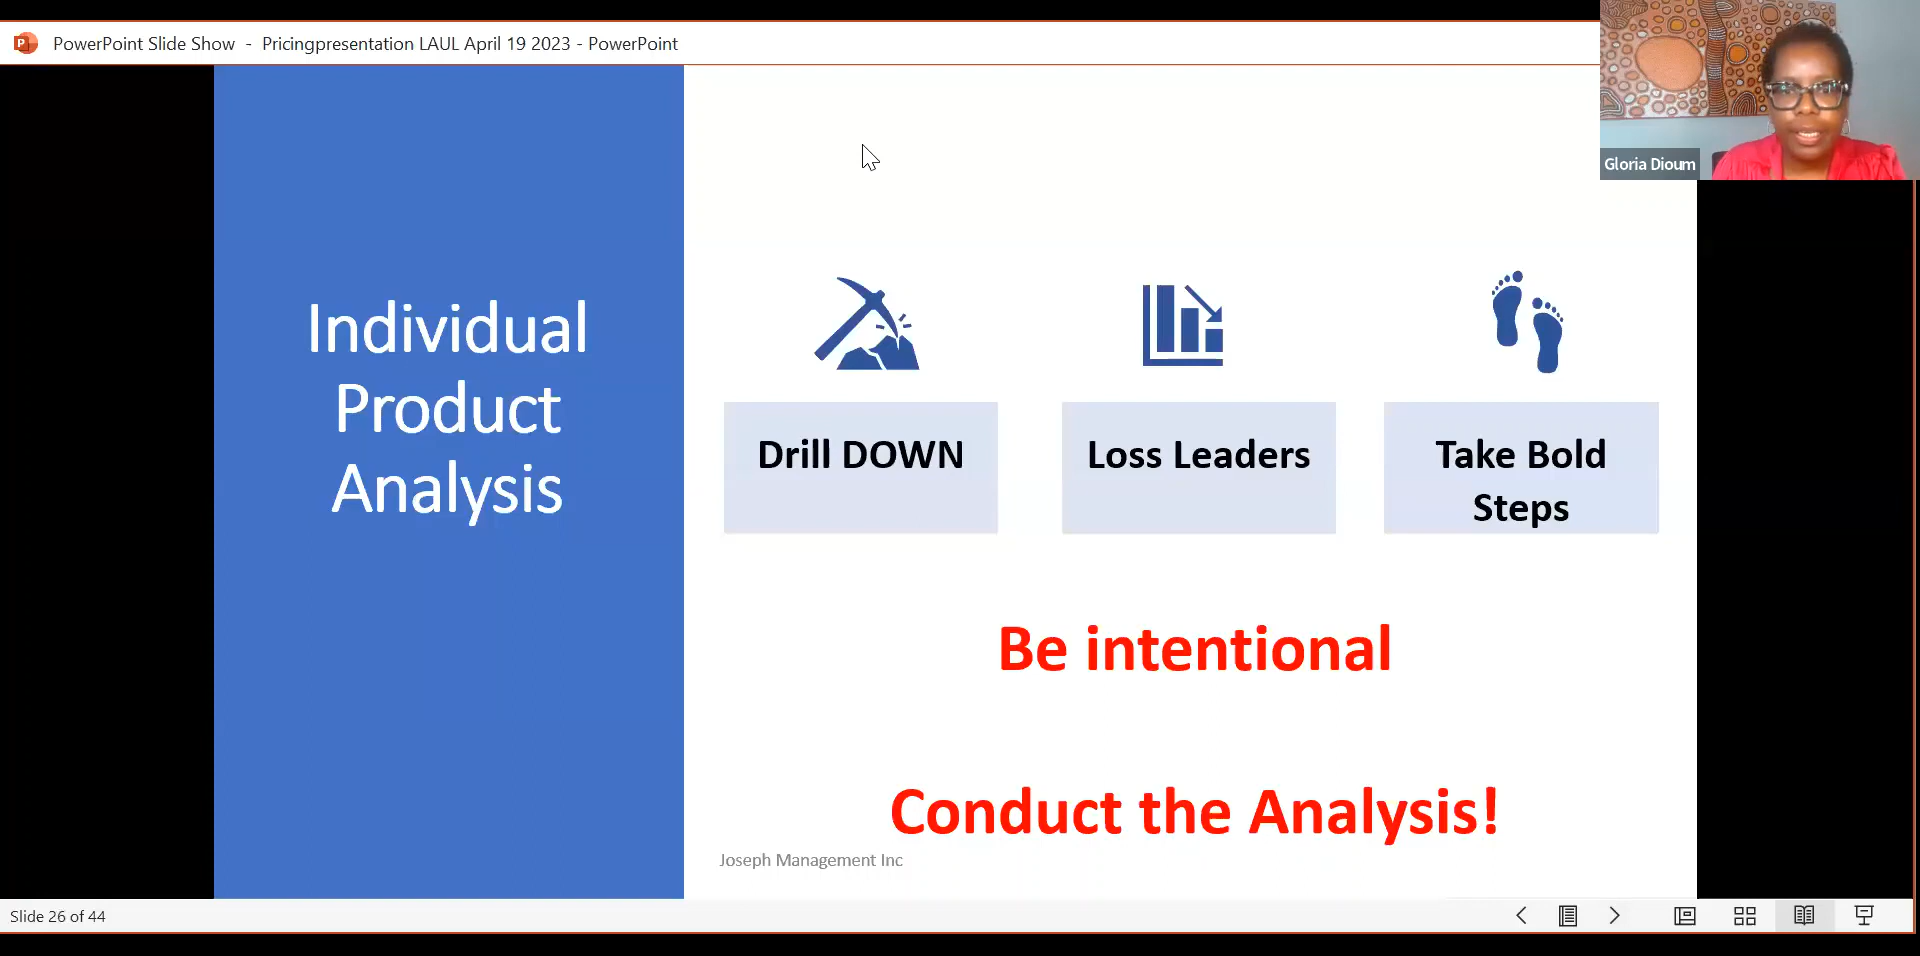 PowerPoint Slide Show - Pricingpresentation LAUL April 19 2023 - PowerPoint
Gloria Dioum
Individual
Product
Analysis
Drill DOWN
Loss Leaders
Take Bold
Steps
Be intentional
Conduct the Analysis!
Joseph Management Inc
Slide 26 of 44